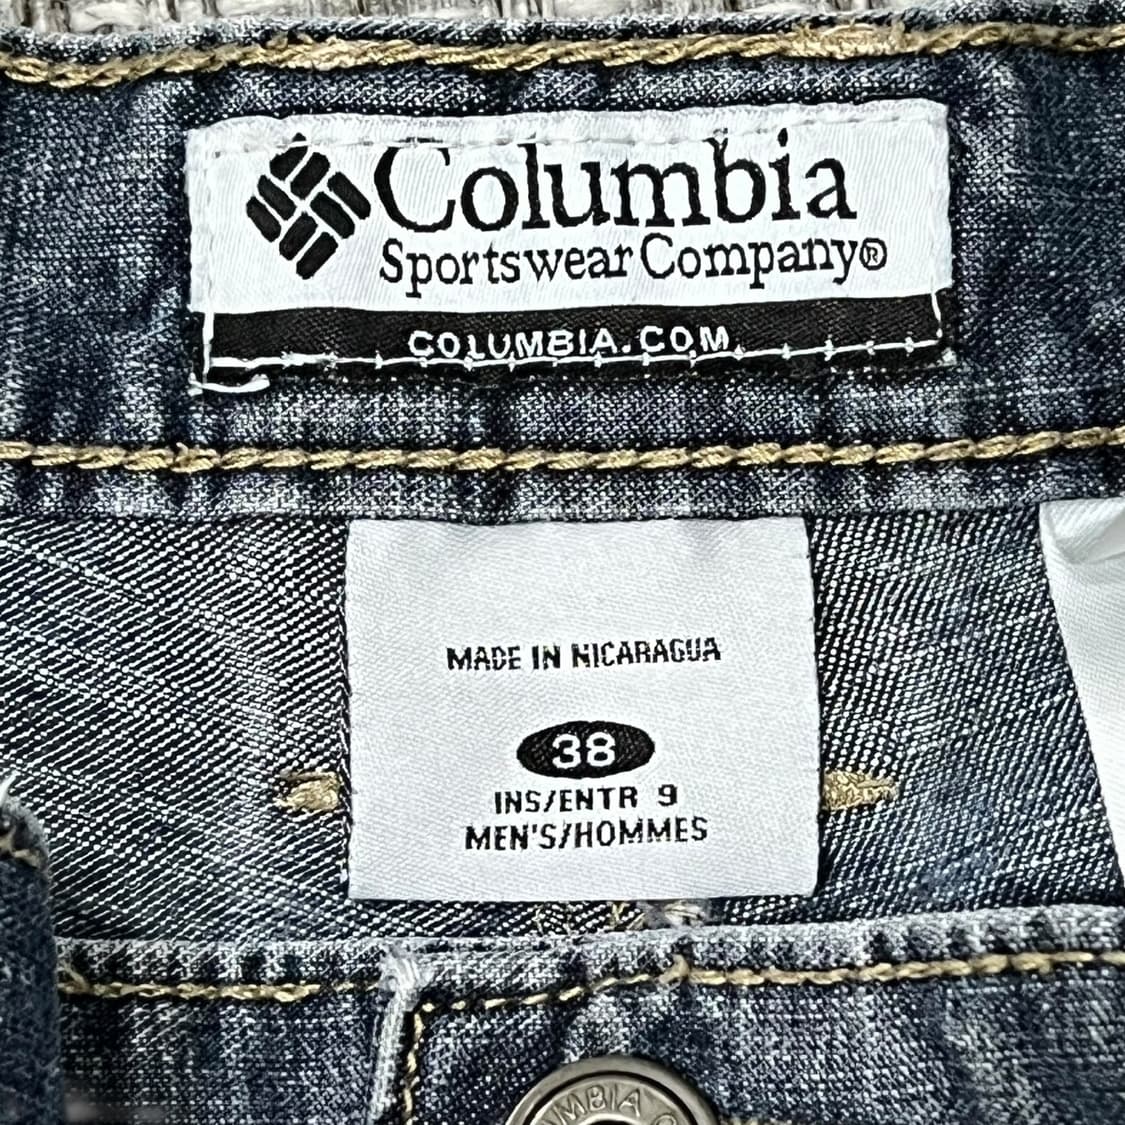 Columbia
Sportswear Company®
COLUMBIA.COM
MADE IN NICARAGUA
38
INS/ENTR 9
MEN'S/HOMMES